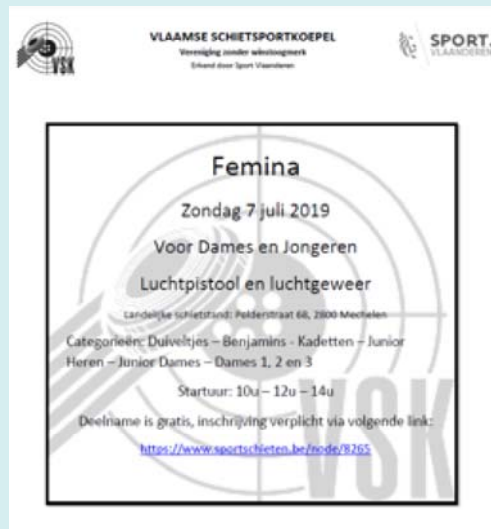 VSK
VLAAMSE SCHIETSPORTKOEPEL
Vereniging zonder winstoogmerk
Erkend door Sport Vlaanderen
SPORT.
VLAANDEREN
Femina
Zondag 7 juli 2019
Voor Dames en Jongeren
Luchtpistool en luchtgeweer
Landelijke schietstand: Polderstraat 68, 2800 Mechelen
Categorieën: Duiveltjes – Benjamins - Kadetten – Junior
Heren – Junior Dames – Dames 1, 2 en 3
Startuur: 10u – 12u – 14u
Deelname is gratis, inschrijving verplicht via volgende link:
https://www.sportschieten.be/node/8265
VSK